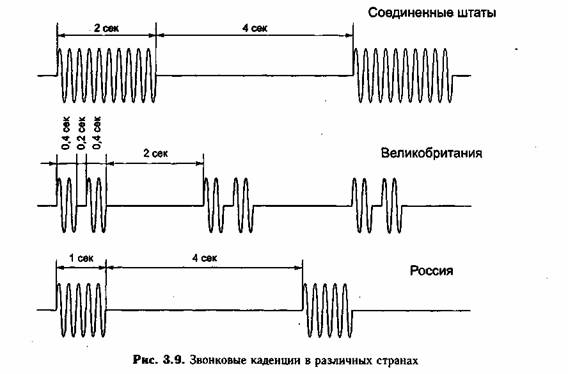 Соединенные штаты
2 сек 4 сек
0,4 сек
0,2 сек
0,4 сек
2 сек
Великобритания
1 сек 4 сек
Россия
Рис. 3.9. Звонковые каденции в различных странах